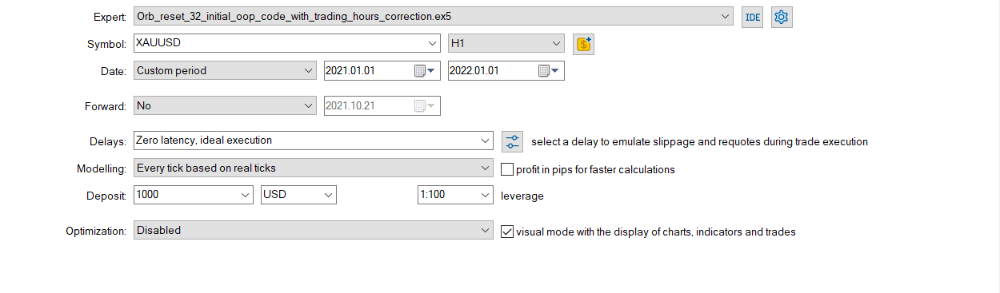 Expert: Orb_reset_32_initial_oop_code_with_trading_hours_correction.ex5 IDE
Symbol: XAUUSD H1
Date: Custom period 2021.01.01 2022.01.01
Forward: No 2021.10.21
Delays: Zero latency, ideal execution select a delay to emulate slippage and requotes during trade execution
Modelling: Every tick based on real ticks profit in pips for faster calculations
Deposit: 1000 USD 1:100 leverage
Optimization: Disabled visual mode with the display of charts, indicators and trades